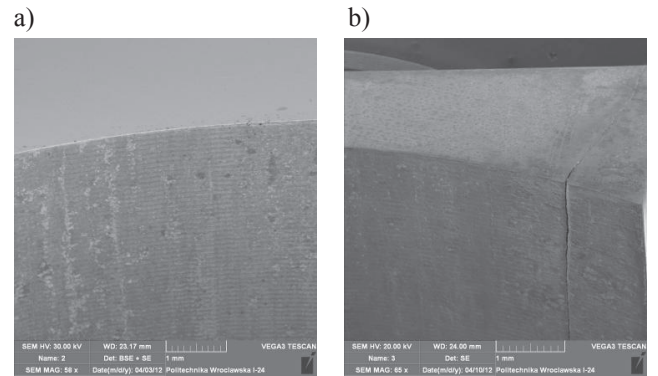 a)
b)
SEM HV: 30.00 kV WD: 23.17 mm VEGA3 TESCAN
Name: 2 Det: BSE + SE 1 mm
SEM MAG: 58 x Date(m/d/y): 04/03/12 Politechnika Wroclawska I-24
SEM HV: 20.00 kV WD: 24.00 mm VEGA3 TESCAN
Name: 3 Det: SE 1 mm
SEM MAG: 65 x Date(m/d/y): 04/10/12 Politechnika Wroclawska I-24